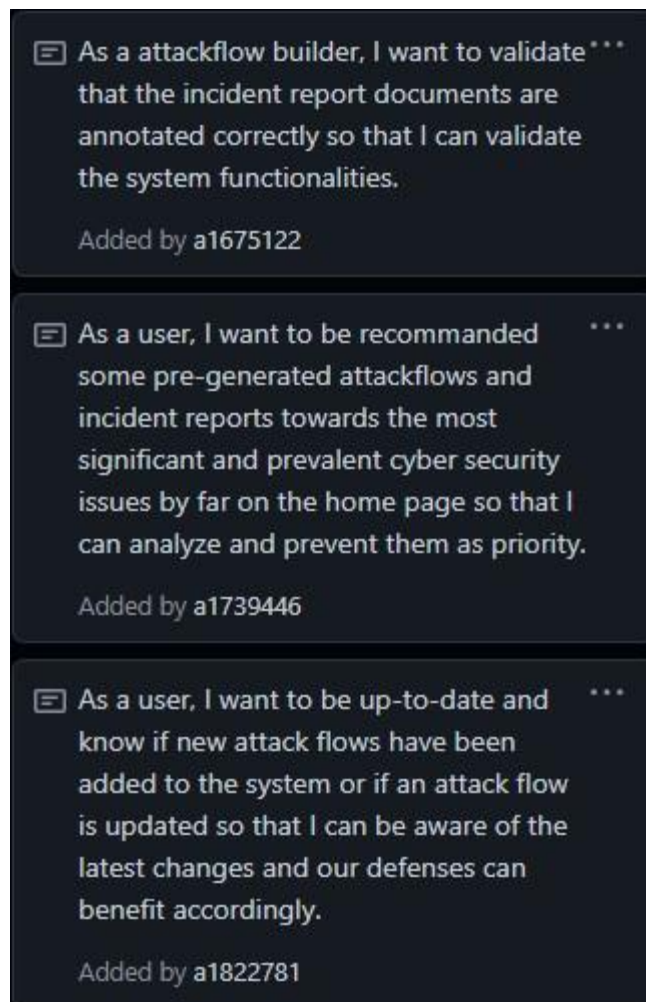 As a attackflow builder, I want to validate
that the incident report documents are
annotated correctly so that I can validate
the system functionalities.
Added by a1675122
As a user, I want to be recommanded
some pre-generated attackflows and
incident reports towards the most
significant and prevalent cyber security
issues by far on the home page so that I
can analyze and prevent them as priority.
Added by a1739446
As a user, I want to be up-to-date and
know if new attack flows have been
added to the system or if an attack flow
is updated so that I can be aware of the
latest changes and our defenses can
benefit accordingly.
Added by a1822781